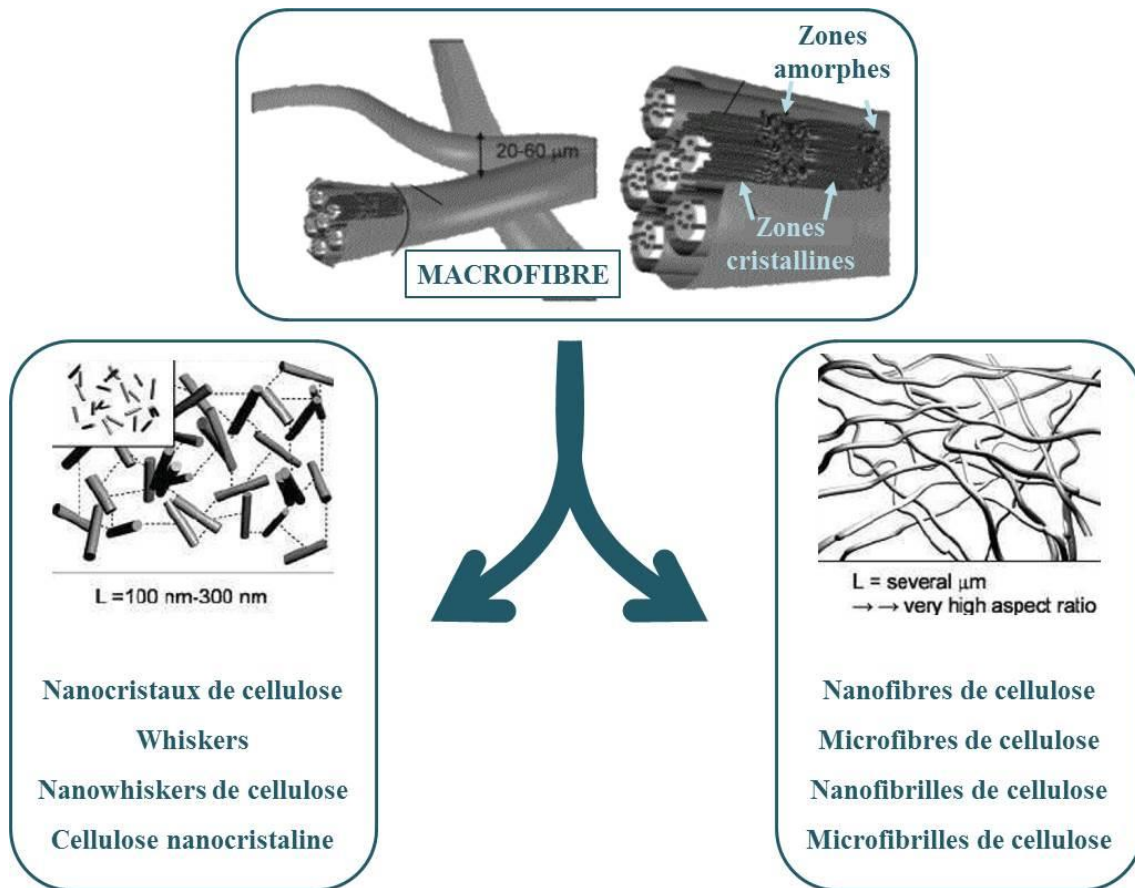 Zones
amorphes
20-60 μm
Zones
cristallines
MACROFIBRE
L =100 nm-300 nm
Nanocristaux de cellulose
Whiskers
Nanowhiskers de cellulose
Cellulose nanocristaline
L = several μm
→ → very high aspect ratio
Nanofibres de cellulose
Microfibres de cellulose
Nanofibrilles de cellulose
Microfibrilles de cellulose